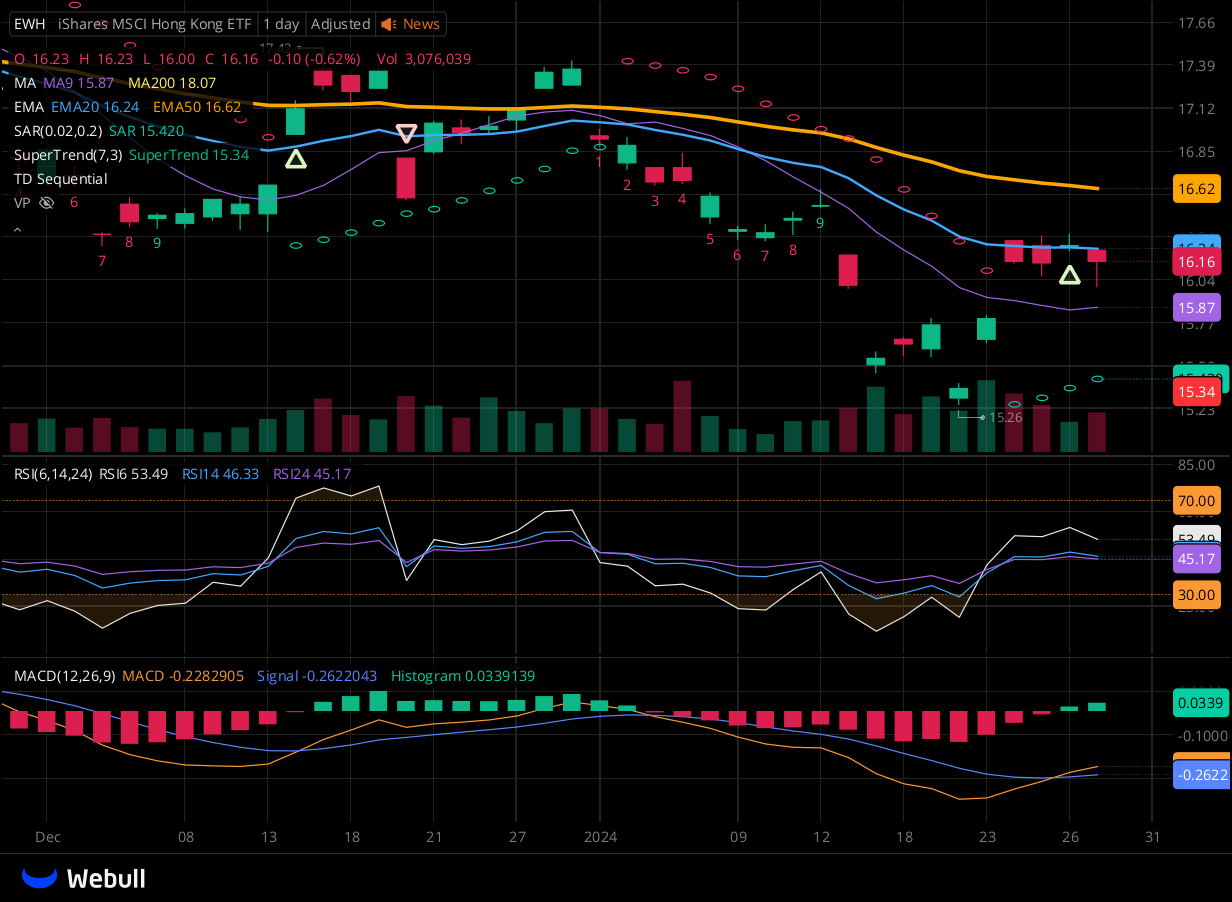 EWH iShares MSCI Hong Kong ETF 1 day Adjusted News
O 16.23 H 16.23 L 16.00 C 16.16 -0.10 (-0.62%) Vol 3,076,039
MA MA9 15.87 MA200 18.07
EMA EMA20 16.24 EMA50 16.62
SAR(0.02,0.2) SAR 15.420
SuperTrend(7,3) SuperTrend 15.34
TD Sequential
VP
6
7
8
9
1
2
3
4
5
6
7
8
9
15.26
17.66
17.39
17.12
16.85
16.62
16.16
16.04
15.87
15.77
15.34
15.23
RSI(6,14,24) RSI6 53.49 RSI14 46.33 RSI24 45.17
85.00
70.00
53.49
45.17
30.00
MACD(12,26,9) MACD -0.2282905 Signal -0.2622043 Histogram 0.0339139
0.0339
-0.1000
-0.2622
Dec 08 13 18 21 27 2024 09 12 18 23 26 31
Webull